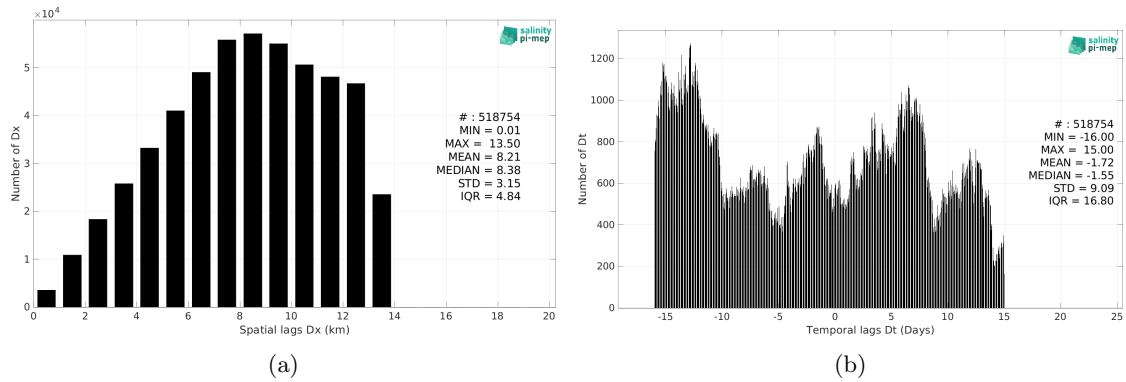 ×10⁴
salinity
pi-mep
6
5
4
3
2
1
0
Number of Dx
# : 518754
MIN = 0.01
MAX = 13.50
MEAN = 8.21
MEDIAN = 8.38
STD = 3.15
IQR = 4.84
0 2 4 6 8 10 12 14 16 18 20
Spatial lags Dx (km)
(a)
salinity
pi-mep
1200
1000
800
600
400
200
0
Number of Dt
# : 518754
MIN = -16.00
MAX = 15.00
MEAN = -1.72
MEDIAN = -1.55
STD = 9.09
IQR = 16.80
-15 -10 -5 0 5 10 15 20 25
Temporal lags Dt (Days)
(b)